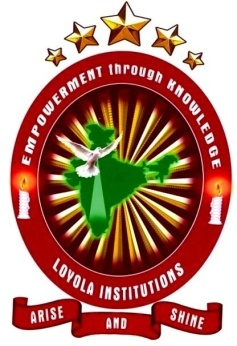 EMPOWERMENT through KNOWLEDGE
LOYOLA INSTITUTIONS
ARISE AND SHINE